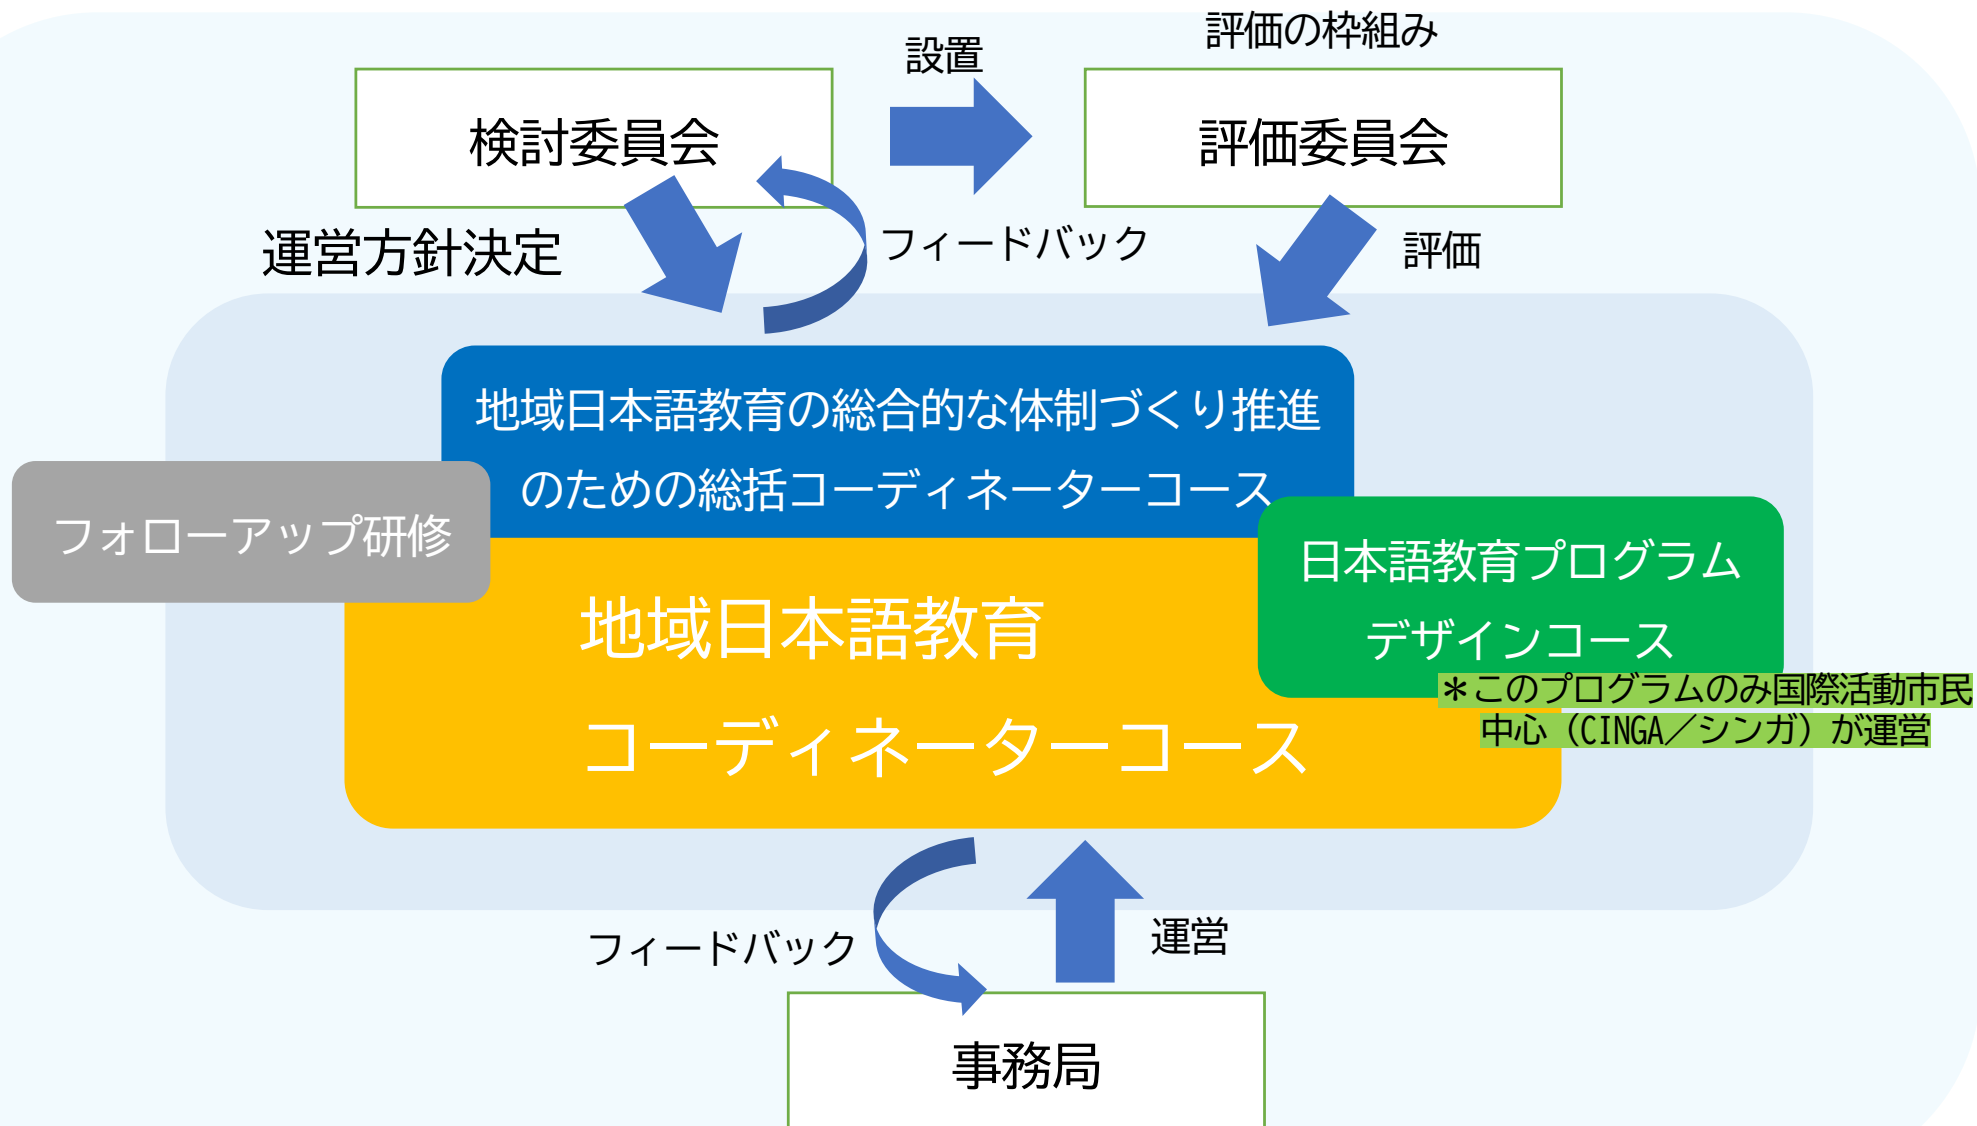 評価の枠組み
設置
検討委員会
評価委員会
運営方針決定
フィードバック
評価
地域日本語教育の総合的な体制づくり推進
のための総括コーディネーターコース
フォローアップ研修
日本語教育プログラム
デザインコース
＊このプログラムのみ国際活動市民
中心（CINGA／シンガ）が運営
地域日本語教育
コーディネーターコース
フィードバック
運営
事務局